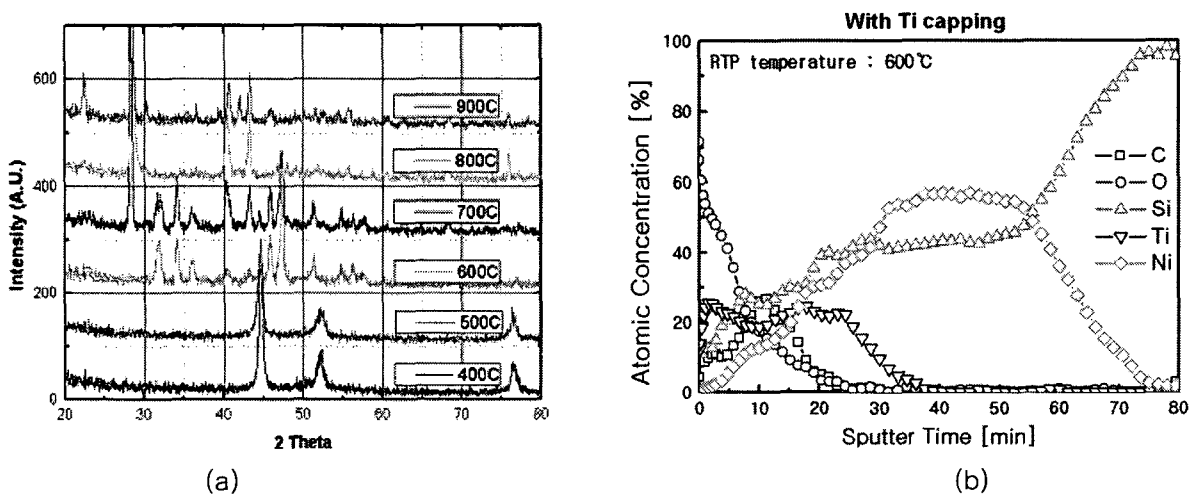 600
400
200
0
Intensity (A.U.)
900C
800C
700C
600C
500C
400C
20 30 40 50 60 70 80
2 Theta
(a)
With Ti capping
RTP temperature : 600℃
100
80
60
40
20
0
Atomic Concentration [%]
C
O
Si
Ti
Ni
0 10 20 30 40 50 60 70 80
Sputter Time [min]
(b)